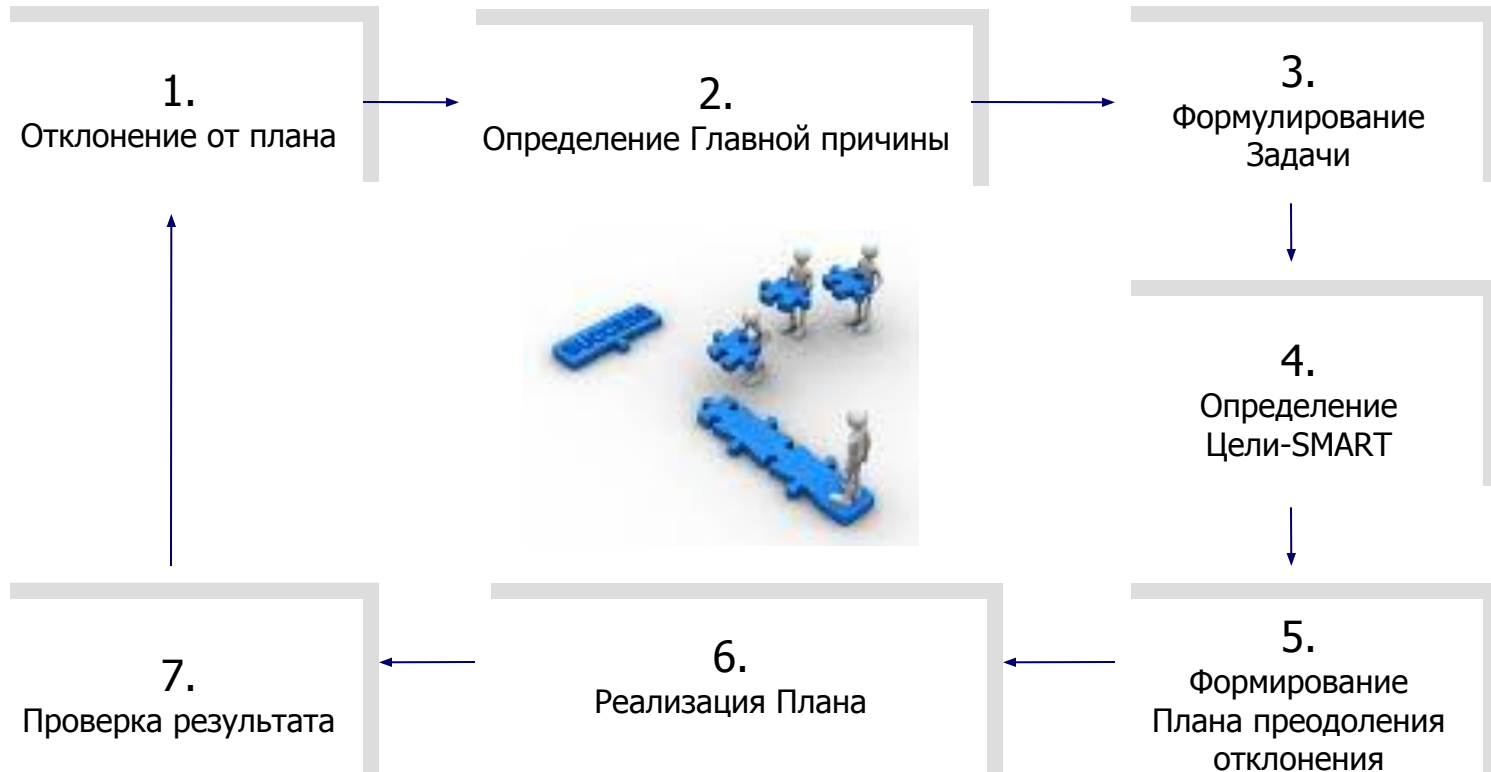 1.
Отклонение от плана
2.
Определение Главной причины
3.
Формулирование
Задачи
4.
Определение
Цели-SMART
SUCCESS
5.
Формирование
Плана преодоления
отклонения
6.
Реализация Плана
7.
Проверка результата